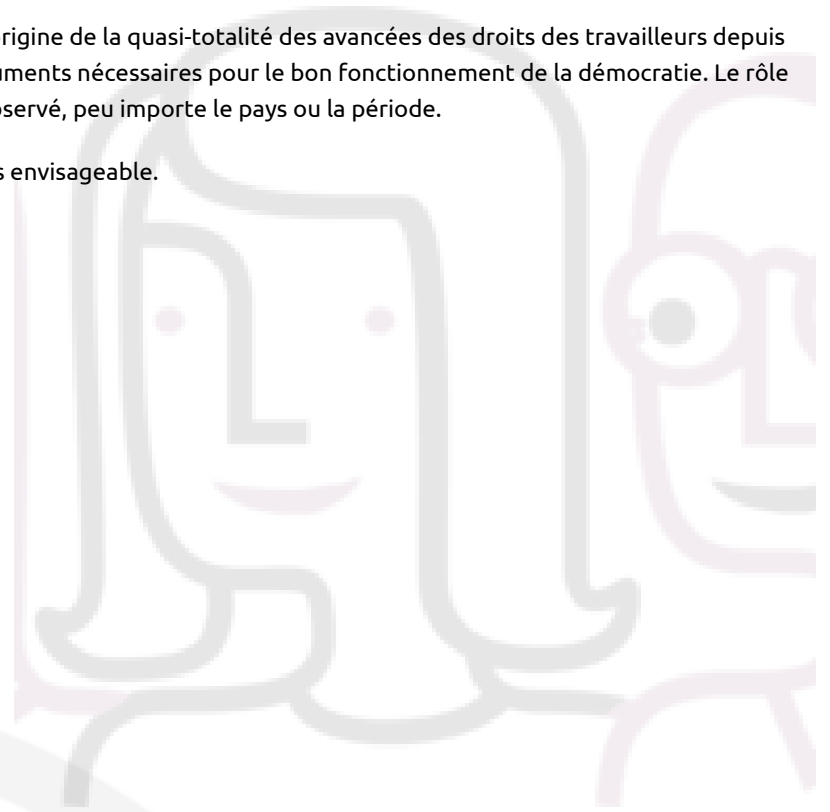 rigine de la quasi-totalité des avancées des droits des travailleurs depuis
uments nécessaires pour le bon fonctionnement de la démocratie. Le rôle
servé, peu importe le pays ou la période.
s envisageable.